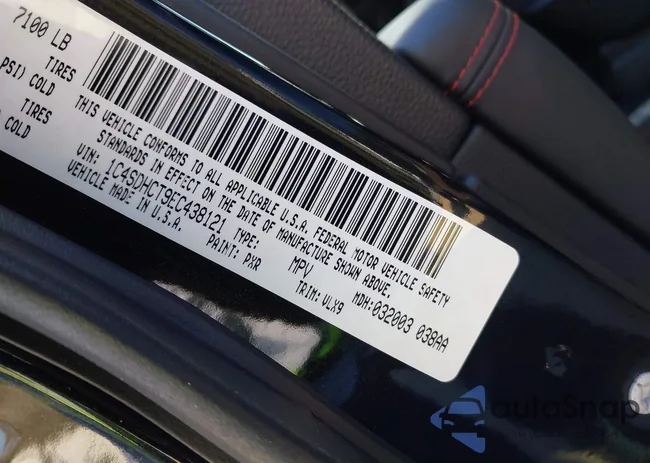 7100 LB
PSI) COLD TIRES
COLD TIRES
THIS VEHICLE CONFORMS TO ALL APPLICABLE U.S.A. FEDERAL MOTOR VEHICLE SAFETY
STANDARDS IN EFFECT ON THE DATE OF MANUFACTURE SHOWN ABOVE.
VIN: 1C4SDHCT9EC438121 TYPE: MPV MDH:032003 038AA
VEHICLE MADE IN U.S.A. PAINT: PXR TRIM: VLX9
autoSnap